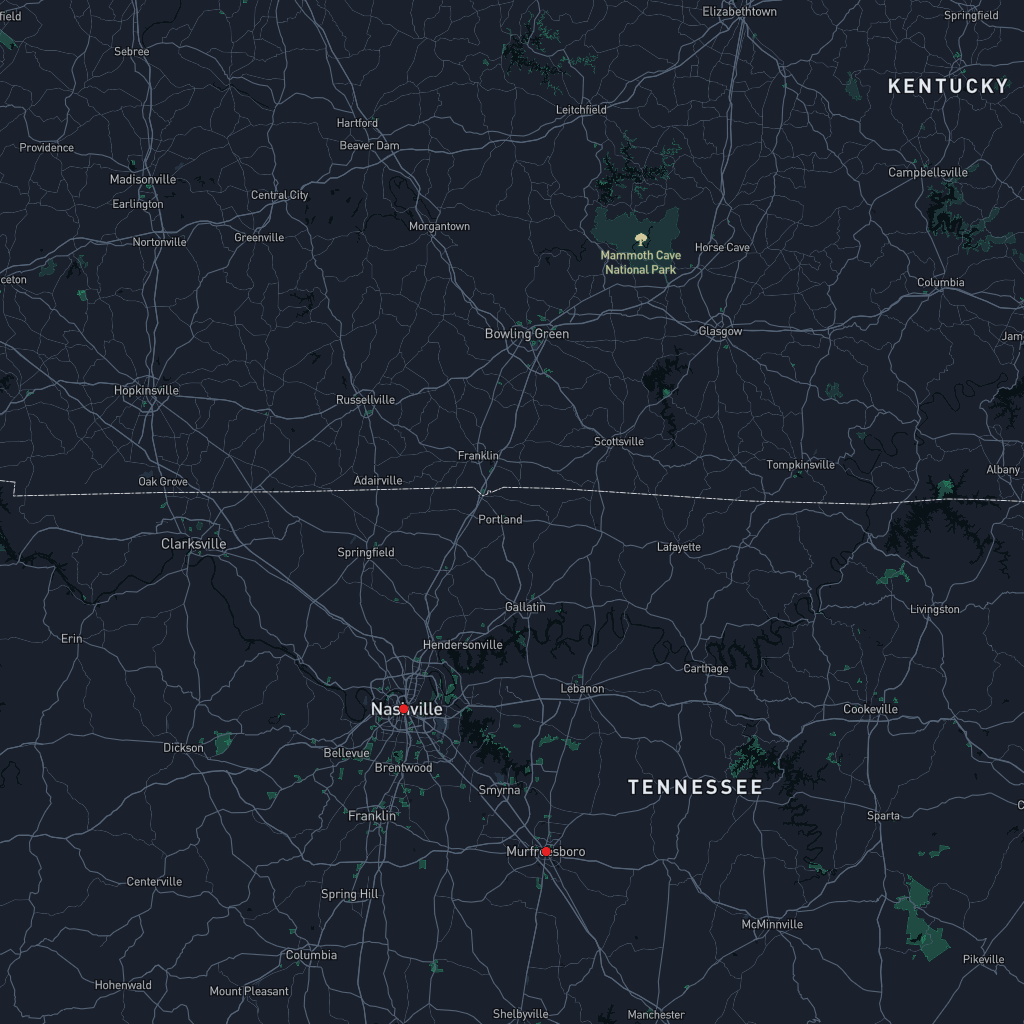 Elizabethtown
field
Springfield
Sebree
KENTUCKY
Leitchfield
Hartford
Beaver Dam
Providence
Campbellsville
Madisonville
Central City
Earlington
Morgantown
Greenville
Nortonville
Horse Cave
Mammoth Cave
National Park
ceton
Columbia
Glasgow
Bowling Green
Jam
Hopkinsville
Russellville
Scottsville
Franklin
Tompkinsville
Albany
Oak Grove
Adairville
Portland
Clarksville
Lafayette
Springfield
Gallatin
Livingston
Erin
Hendersonville
Carthage
Lebanon
Nashville
Cookeville
Dickson
Bellevue
Brentwood
TENNESSEE
Smyrna
C
Franklin
Sparta
Murfreesboro
Centerville
Spring Hill
McMinnville
Columbia
Pikeville
Hohenwald
Mount Pleasant
Shelbyville
Manchester